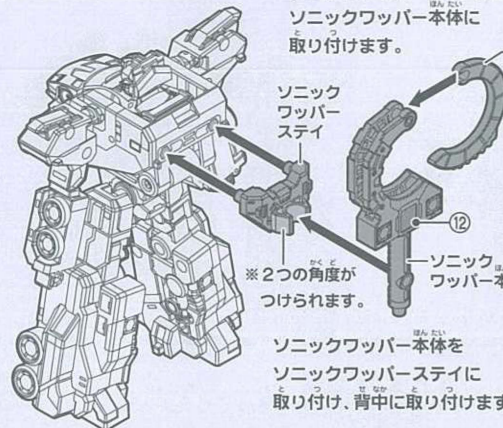 ソニックワッパー本体に
取り付けます。
ソニック
ワッパー
ステイ
⑫
ソニック
ワッパー本
※2つの角度が
つけられます。
ソニックワッパー本体を
ソニックワッパーステイに
取り付け、背中に取り付けます